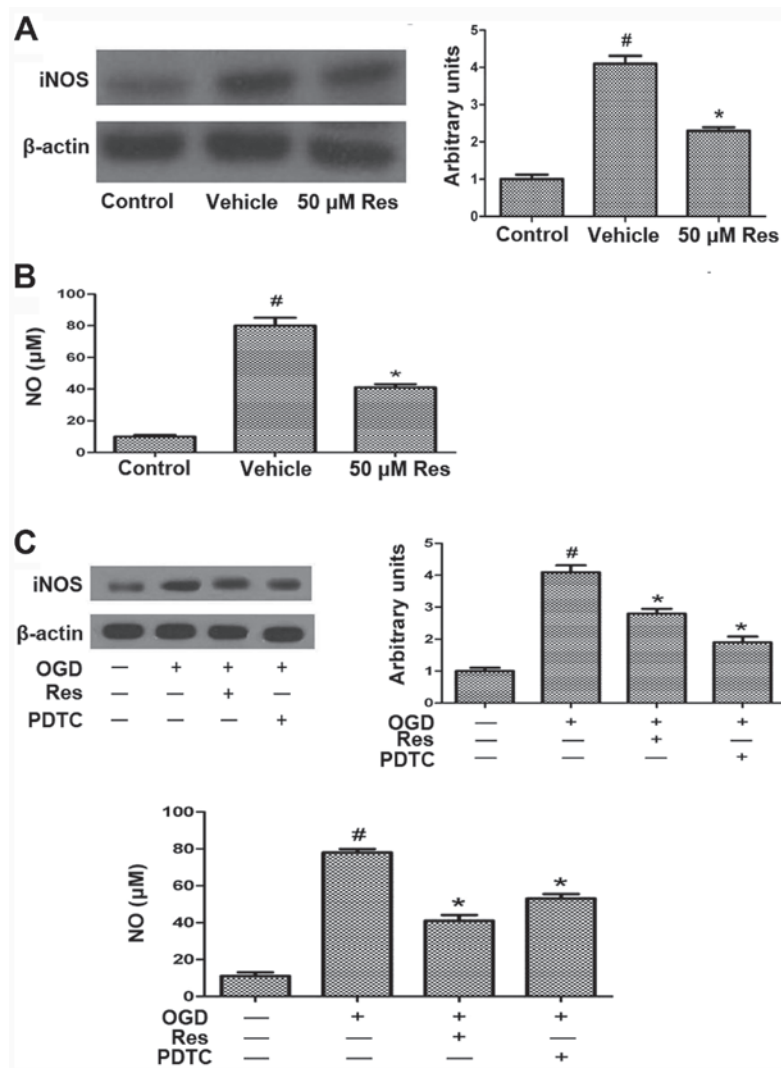 A
iNOS
β-actin
Control Vehicle 50 µM Res
Arbitrary units
5
4
3
2
1
0
#
*
Control Vehicle 50 µM Res
B
NO (µM)
100
80
60
40
20
0
#
*
Control Vehicle 50 µM Res
C
iNOS
β-actin
OGD — + + +
Res — — + —
PDTC — — — +
Arbitrary units
5
4
3
2
1
0
#
*
*
OGD — + + +
Res — — + —
PDTC — — — +
NO (µM)
100
80
60
40
20
0
#
*
*
OGD — + + +
Res — — + —
PDTC — — — +